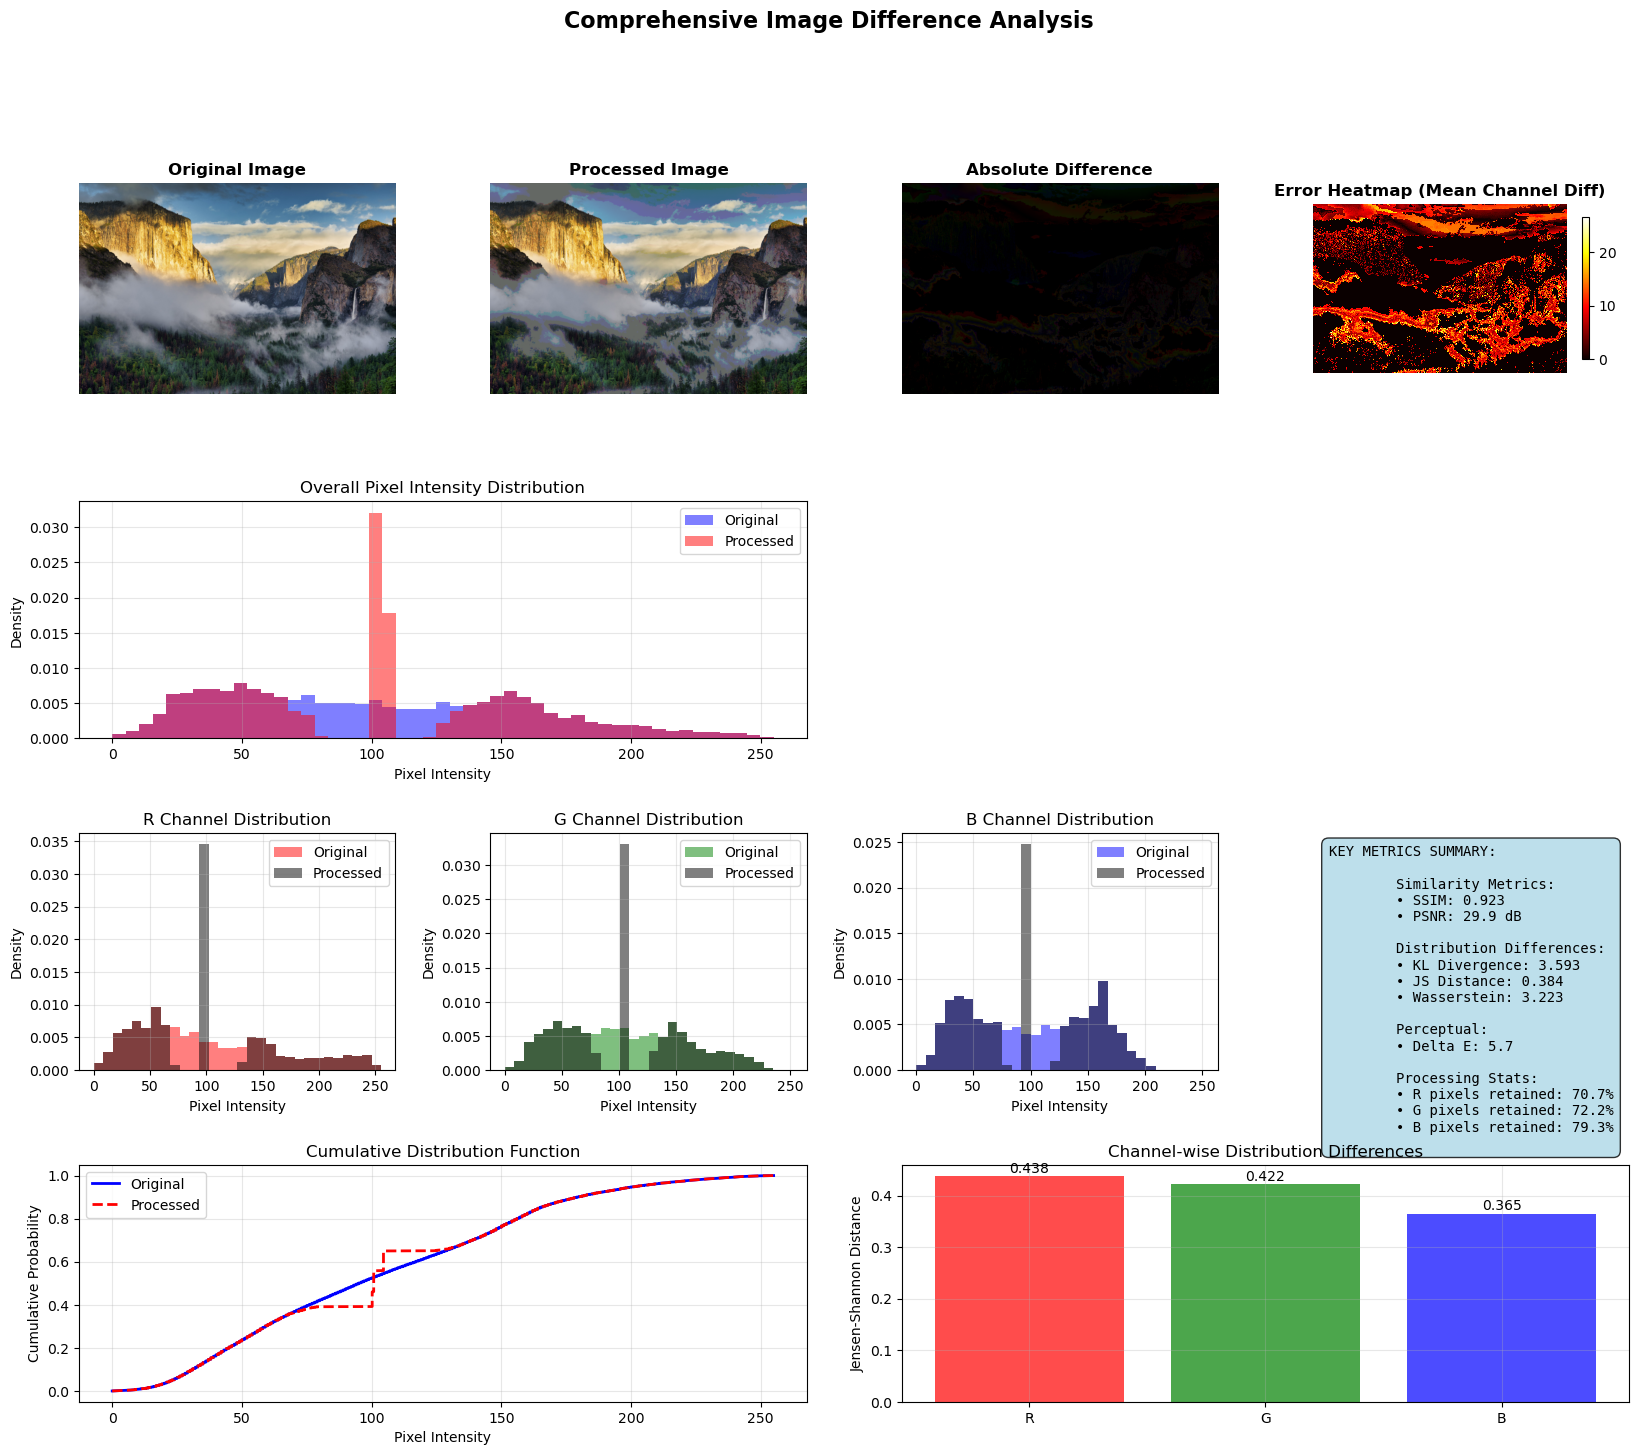 Comprehensive Image Difference Analysis
Original Image
Processed Image
Absolute Difference
Error Heatmap (Mean Channel Diff)
20
10
0
Overall Pixel Intensity Distribution
Density
0.030
0.025
0.020
0.015
0.010
0.005
0.000
Original
Processed
0 50 100 150 200 250
Pixel Intensity
R Channel Distribution
Density
0.035
0.030
0.025
0.020
0.015
0.010
0.005
0.000
Original
Processed
0 50 100 150 200 250
Pixel Intensity
G Channel Distribution
Density
0.030
0.025
0.020
0.015
0.010
0.005
0.000
Original
Processed
0 50 100 150 200 250
Pixel Intensity
B Channel Distribution
Density
0.025
0.020
0.015
0.010
0.005
0.000
Original
Processed
0 50 100 150 200 250
Pixel Intensity
KEY METRICS SUMMARY:
Similarity Metrics:
• SSIM: 0.923
• PSNR: 29.9 dB
Distribution Differences:
• KL Divergence: 3.593
• JS Distance: 0.384
• Wasserstein: 3.223
Perceptual:
• Delta E: 5.7
Processing Stats:
• R pixels retained: 70.7%
• G pixels retained: 72.2%
• B pixels retained: 79.3%
Cumulative Distribution Function
Cumulative Probability
1.0
0.8
0.6
0.4
0.2
0.0
Original
Processed
0 50 100 150 200 250
Pixel Intensity
Channel-wise Distribution Differences
Jensen-Shannon Distance
0.4
0.3
0.2
0.1
0.0
0.438
0.422
0.365
R G B